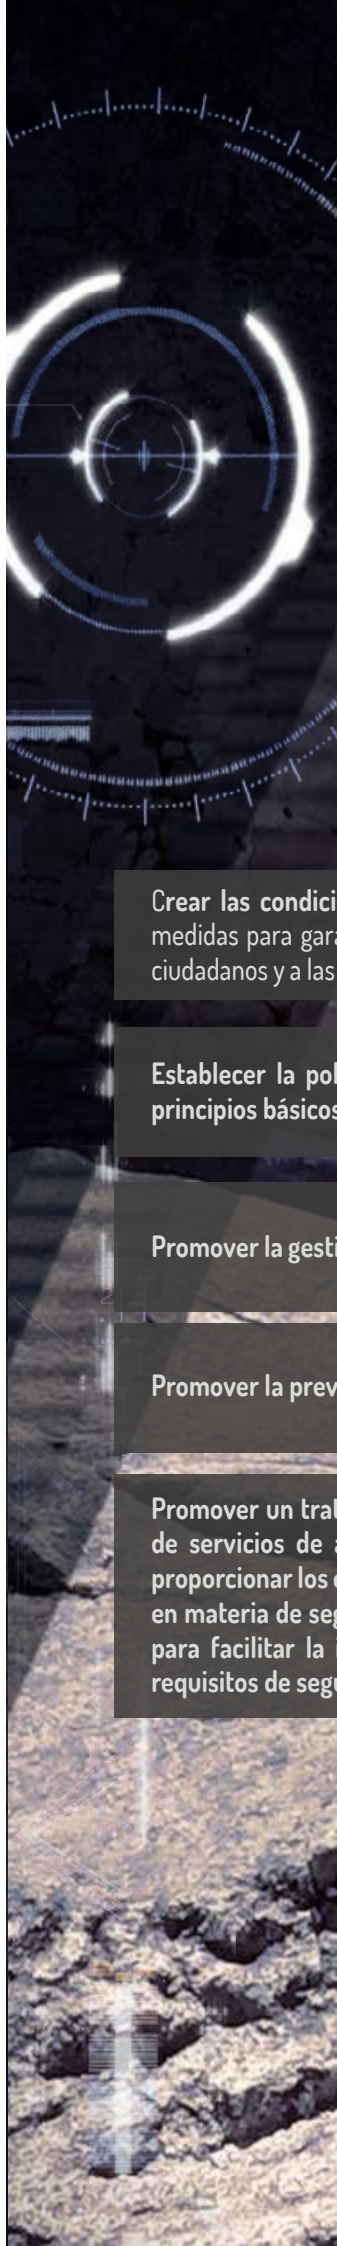 Crear las condici
medidas para gara
ciudadanos y a las
Establecer la pol
principios básicos
Promover la gesti
Promover la prev
Promover un trat
de servicios de a
proporcionar los
en materia de seg
para facilitar la i
requisitos de segu